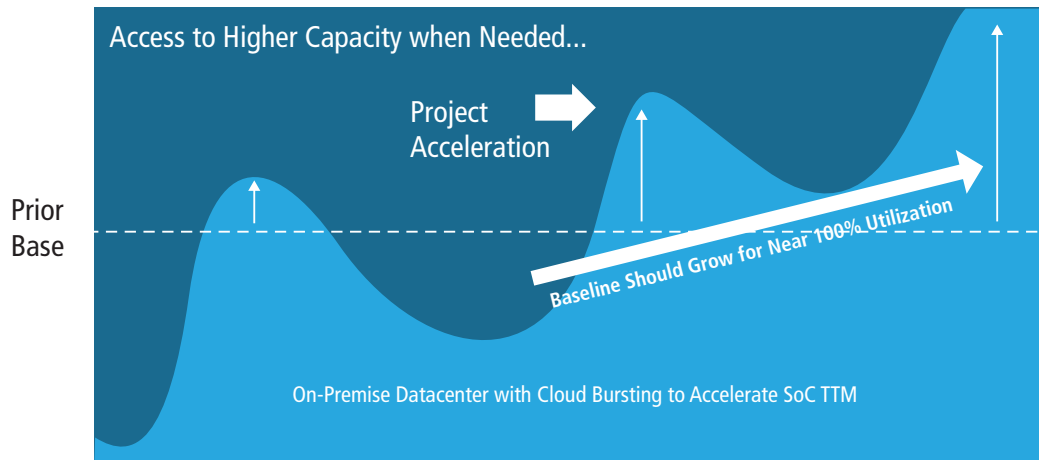 Access to Higher Capacity when Needed...
Project
Acceleration
Prior
Base
Baseline Should Grow for Near 100% Utilization
On-Premise Datacenter with Cloud Bursting to Accelerate SoC TTM